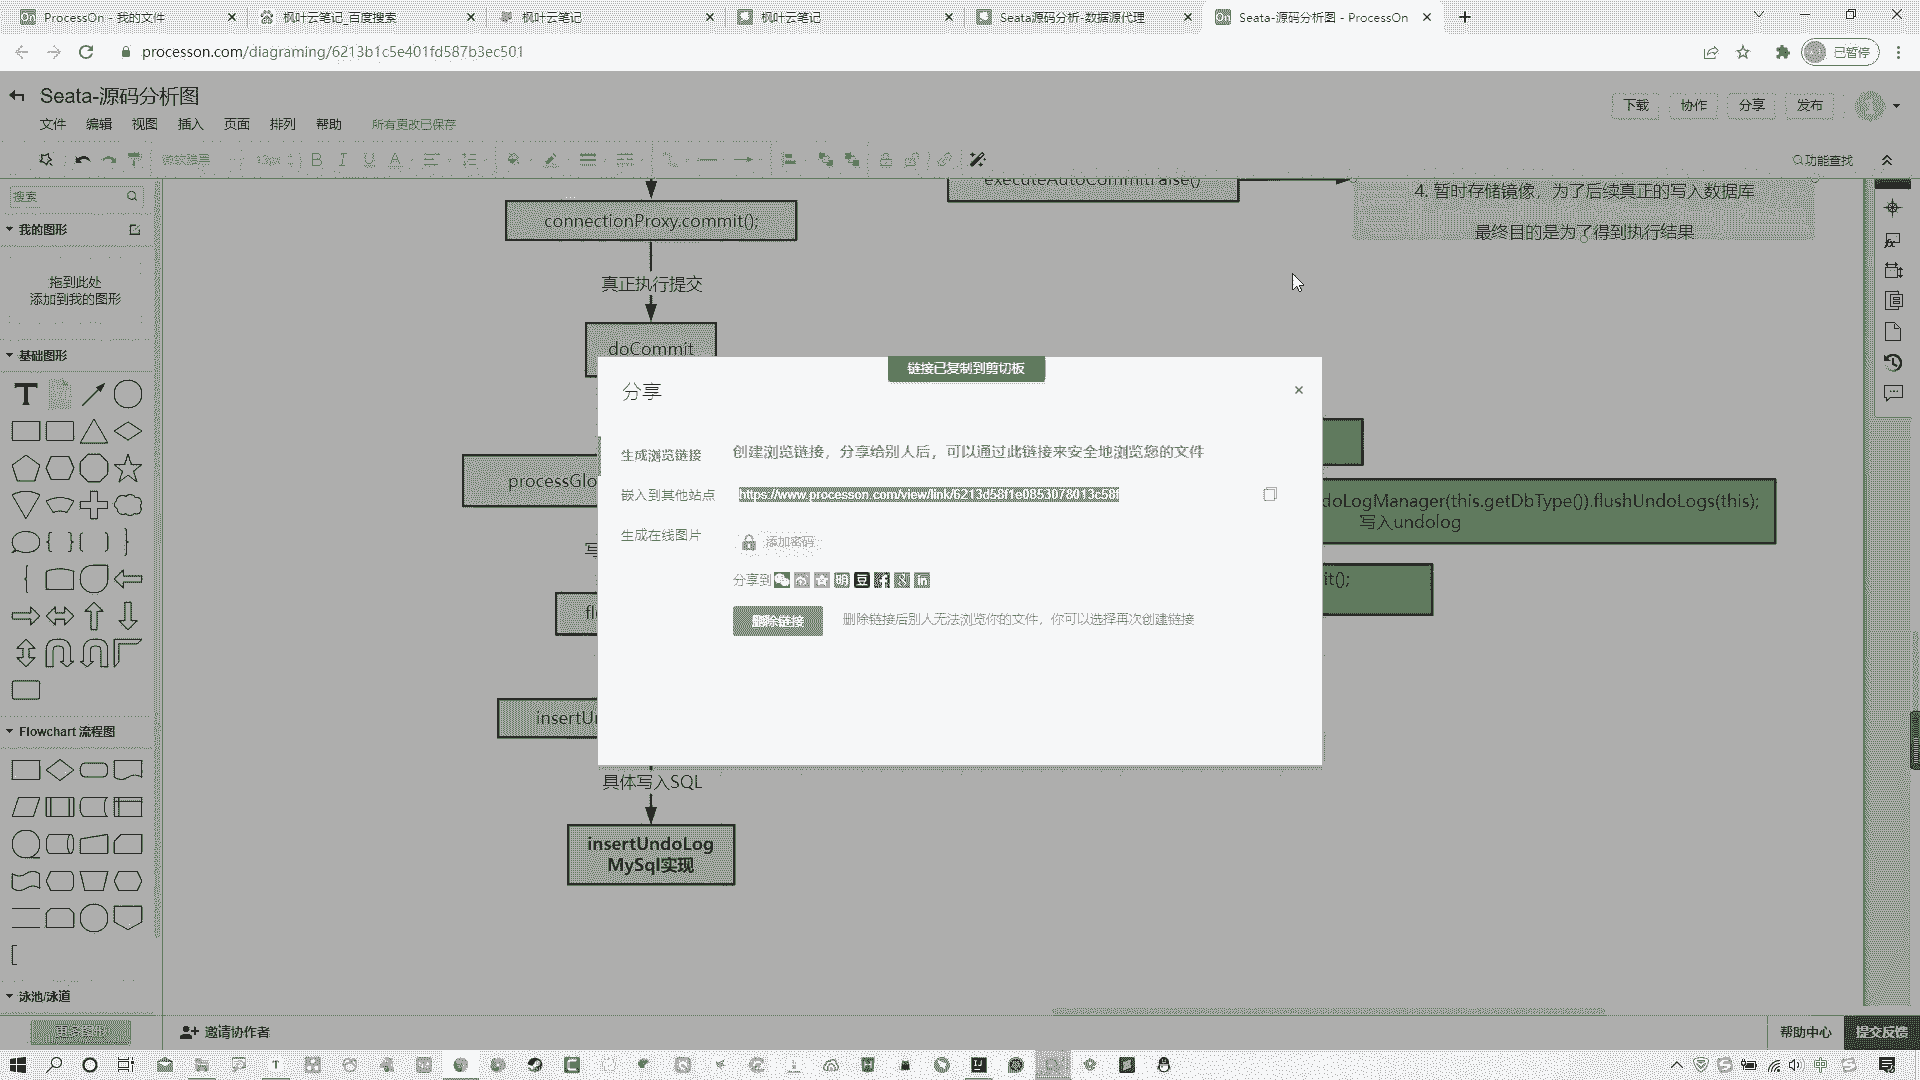 ProcessOn - 我的文件
枫叶云笔记_百度搜索
枫叶云笔记
枫叶云笔记
Seata源码分析-数据源代理
Seata-源码分析图 - ProcessOn
processon.com/diagraming/6213b1c5e401fd587b3ec501
已暂停
Seata-源码分析图
下载
协作
分享
发布
文件
编辑
视图
插入
页面
排列
帮助
所有更改已保存
微软雅黑
13px
功能查找
搜索
我的图形
拖到此处
添加到我的图形
基础图形
Flowchart 流程图
泳池/泳道
更多图形
executeAutoCommitFalse()
4. 暂时存储镜像，为了后续真正的写入数据库
最终目的是为了得到执行结果
connectionProxy.commit();
真正执行提交
doCommit
链接已复制到剪切板
分享
生成浏览链接
创建浏览链接，分享给别人后，可以通过此链接来安全地浏览您的文件
嵌入到其他站点
https://www.processon.com/view/link/6213d58f1e0853078013c58f
生成在线图片
添加密码
分享到
删除链接
删除链接后别人无法浏览你的文件，你可以选择再次创建链接
processGlo
doLogManager(this.getDbType()).flushUndoLogs(this);
写入undolog
写
it();
fl
insertU
具体写入SQL
insertUndoLog
MySql实现
邀请协作者
帮助中心
提交反馈
中